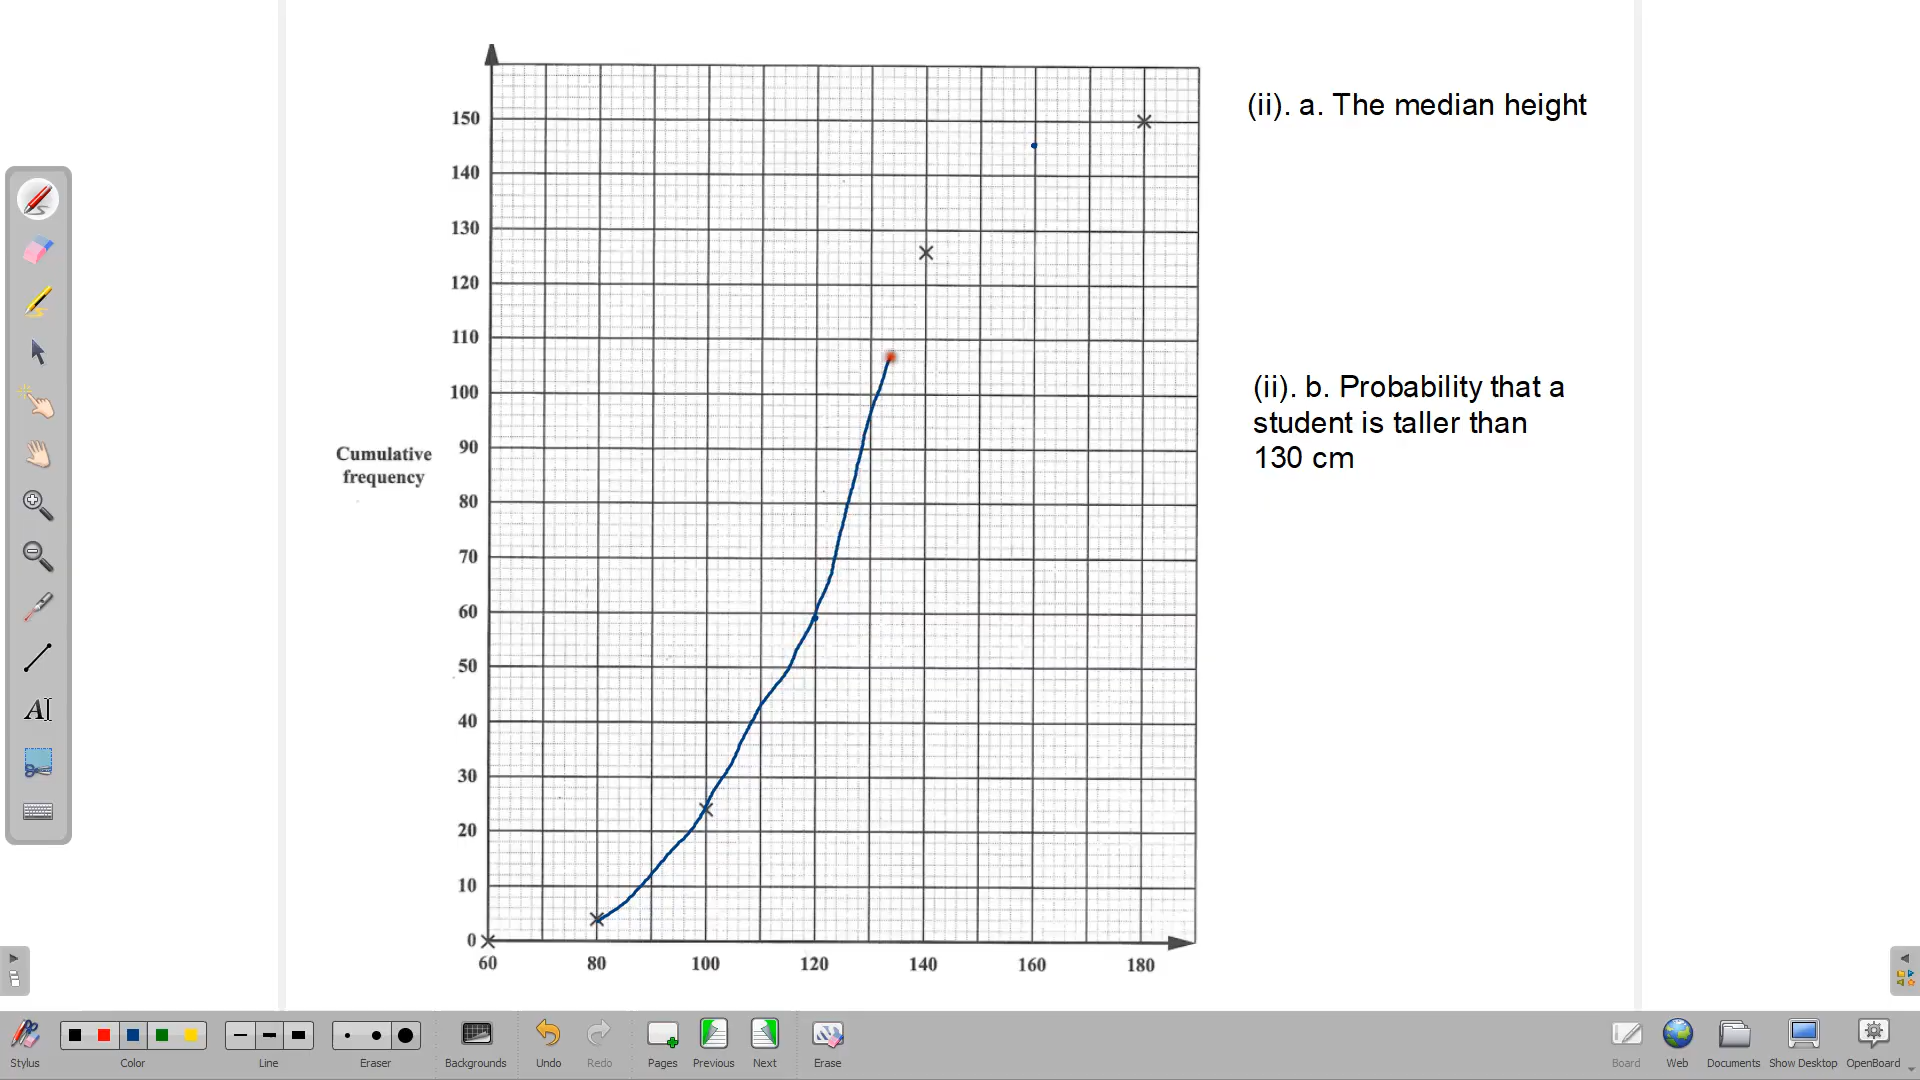 (ii). a. The median height
150
140
130
120
110
100
90
80
70
60
50
40
30
20
10
0
Cumulative
frequency
(ii). b. Probability that a
student is taller than
130 cm
60 80 100 120 140 160 180
Stylus Color Line Eraser Backgrounds Undo Redo Pages Previous Next Erase Board Web Documents Show Desktop OpenBoard